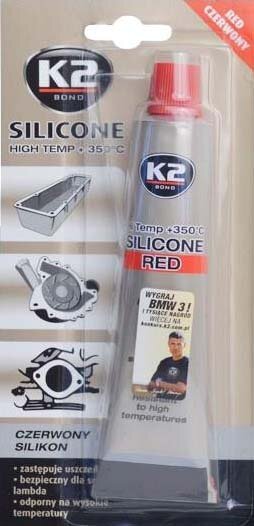 RED
CZERWONY
K2
BOND
SILICONE
HIGH TEMP + 350°C
K2
BOND
Temp +350°C
SILICONE
RED
WYGRAJ
BMW 3!
I TYSIĄCE NAGRÓD
WIĘCEJ NA
konkurs.k2.com.pl
resistant
to high
temperatures
CZERWONY
SILIKON
• zastępuje uszcze
• bezpieczny dla
lambda
• odporny na wysokie
temperatury